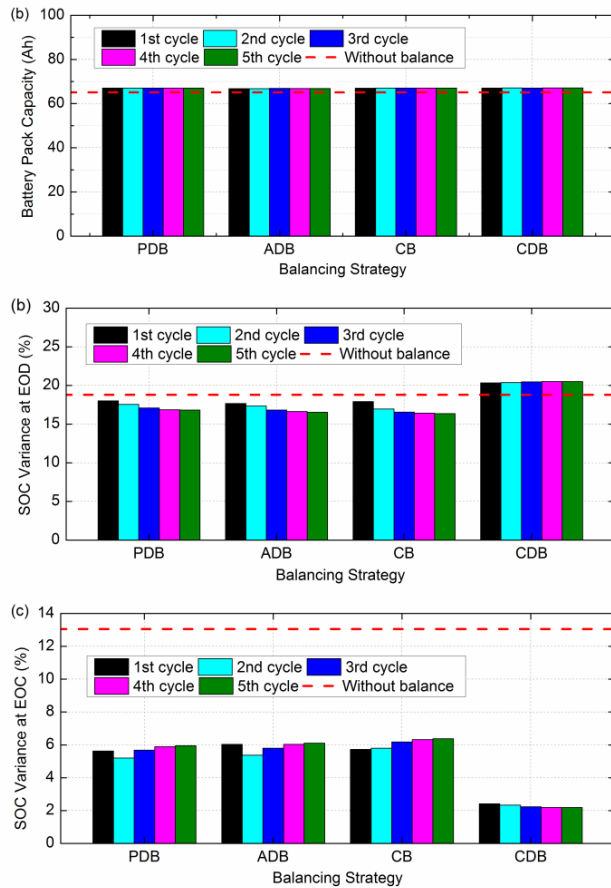 (b)
100
80
60
40
20
0
Battery Pack Capacity (Ah)
1st cycle 2nd cycle 3rd cycle
4th cycle 5th cycle Without balance
PDB ADB CB CDB
Balancing Strategy
(b)
30
25
20
15
10
5
0
SOC Variance at EOD (%)
1st cycle 2nd cycle 3rd cycle
4th cycle 5th cycle Without balance
PDB ADB CB CDB
Balancing Strategy
(c)
14
12
10
8
6
4
2
0
SOC Variance at EOC (%)
1st cycle 2nd cycle 3rd cycle
4th cycle 5th cycle Without balance
PDB ADB CB CDB
Balancing Strategy